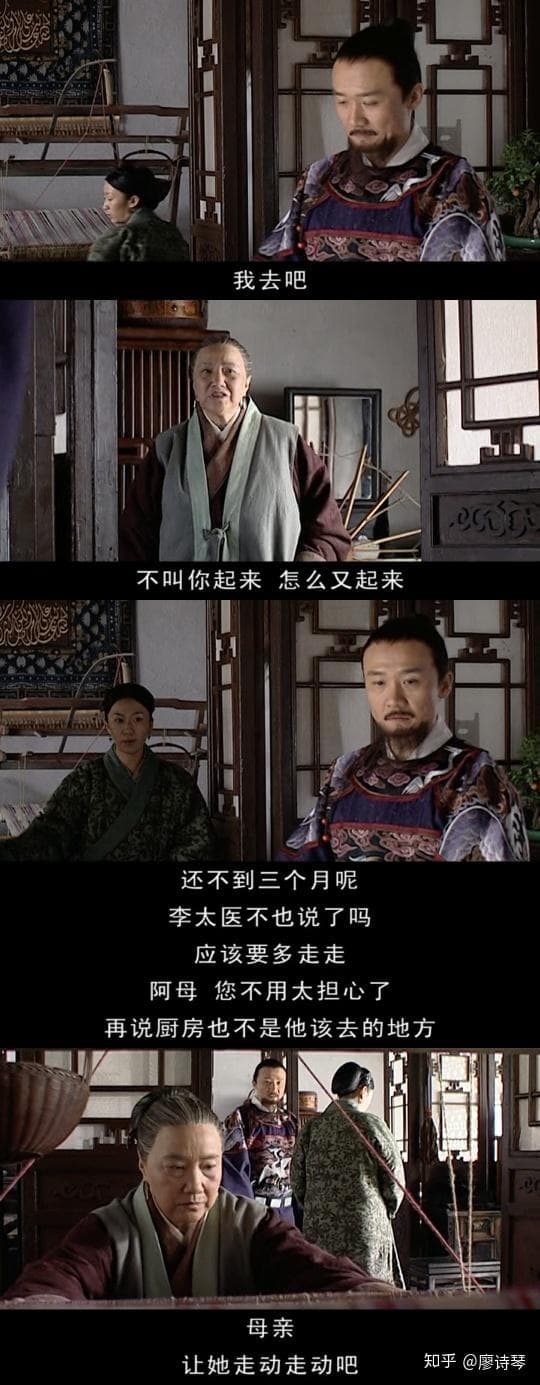 我去吧
不叫你起来 怎么又起来
还不到三个月呢
李太医不也说了吗
应该要多走走
阿母 您不用太担心了
再说厨房也不是他该去的地方
母亲
让她走动走动吧
知乎 @廖诗琴